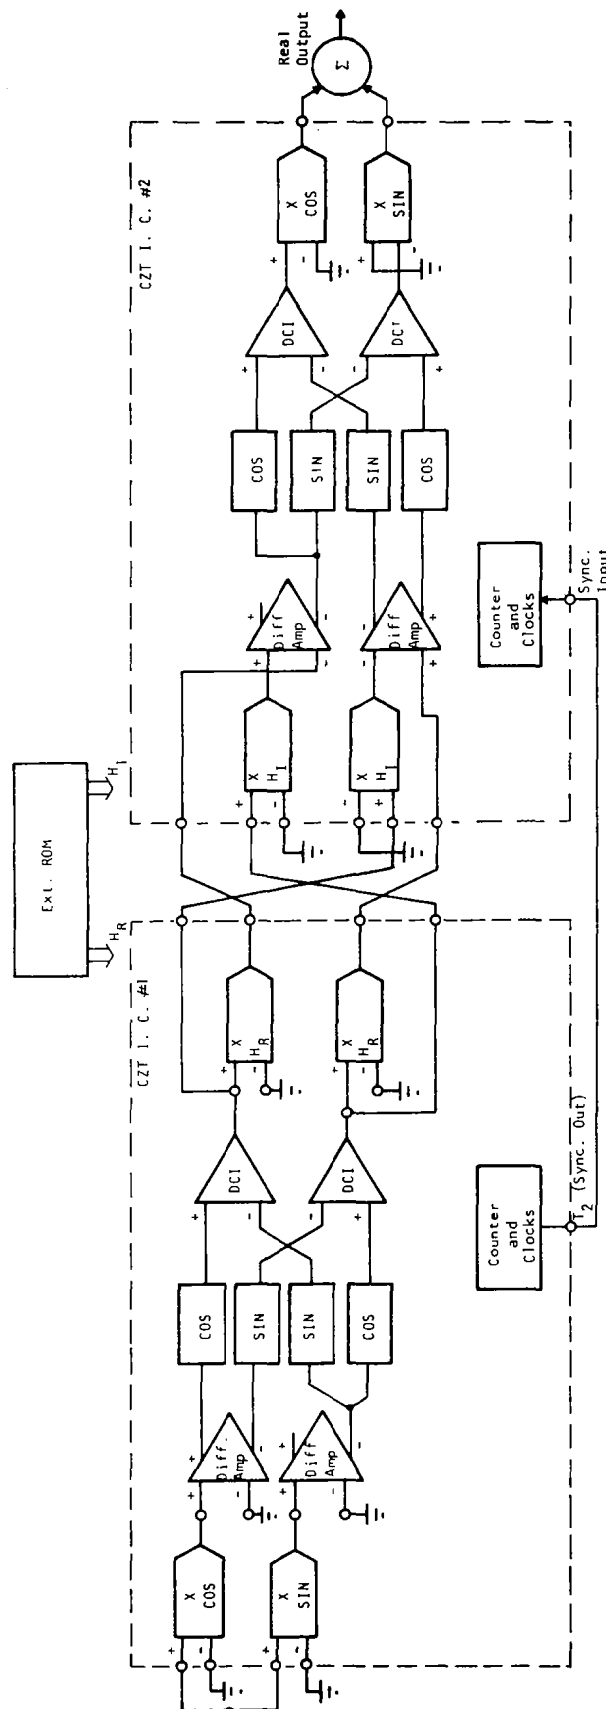 Real
Output
Σ
CZT I. C. #2
X
COS
X
SIN
+
-
+
-
DCI
DCI
+
-
-
+
COS
SIN
SIN
COS
Diff
Amp
+
-
+
-
Diff
Amp
-
+
-
+
Counter
and
Clocks
Sync.
Input
X
H_I
X
H_I
+
-
-
+
Ext. ROM
H_I
H_R
CZT I. C. #1
X
H_R
X
H_R
+
-
+
-
DCI
DCI
+
-
-
+
Counter
and
Clocks
T_2 (Sync. Out)
COS
SIN
SIN
COS
Diff.
Amp
+
-
+
-
Diff
Amp
+
-
+
-
X
COS
X
SIN
+
-
+
-